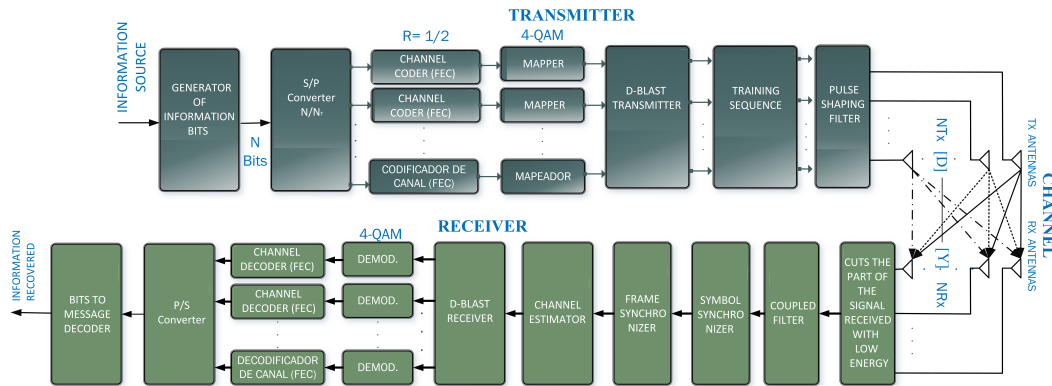 TRANSMITTER
R= 1/2
4-QAM
INFORMATION
SOURCE
GENERATOR
OF
INFORMATION
BITS
N
Bits
S/P
Converter
N/Nₜ
CHANNEL
CODER (FEC)
CHANNEL
CODER (FEC)
CODIFICADOR DE
CANAL (FEC)
MAPPER
MAPPER
MAPEADOR
D-BLAST
TRANSMITTER
TRAINING
SEQUENCE
PULSE
SHAPING
FILTER
NTx [D]
TX ANTENNAS
CHANNEL
[Y] NRx
RX ANTENNAS
RECEIVER
4-QAM
INFORMATION
RECOVERED
BITS TO
MESSAGE
DECODER
P/S
Converter
CHANNEL
DECODER (FEC)
CHANNEL
DECODER (FEC)
DECODIFICADOR
DE CANAL (FEC)
DEMOD.
DEMOD.
DEMOD.
D-BLAST
RECEIVER
CHANNEL
ESTIMATOR
FRAME
SYNCHRO
NIZER
SYMBOL
SYNCHRO
NIZER
COUPLED
FILTER
CUTS THE
PART OF
THE
SIGNAL
RECEIVED
WITH
LOW
ENERGY